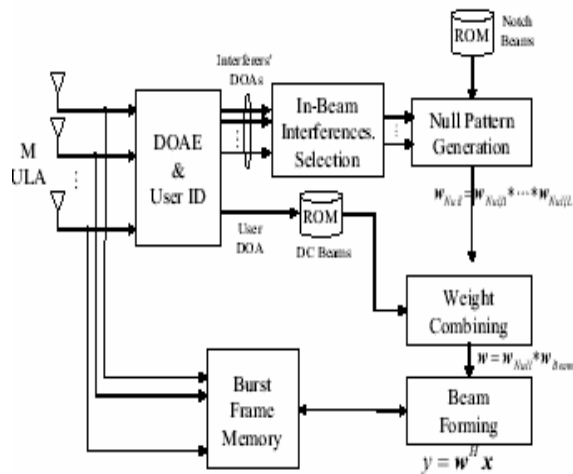 ROM
Notch
Beams
Interferers'
DOAs
M
ULA
DOAE
&
User ID
In-Beam
Interferences.
Selection
Null Pattern
Generation
w_Null = w_Null1*...*w_NullL
User
DOA
ROM
DC Beams
Weight
Combining
w = w_Null * w_Beam
Burst
Frame
Memory
Beam
Forming
y = w^H x